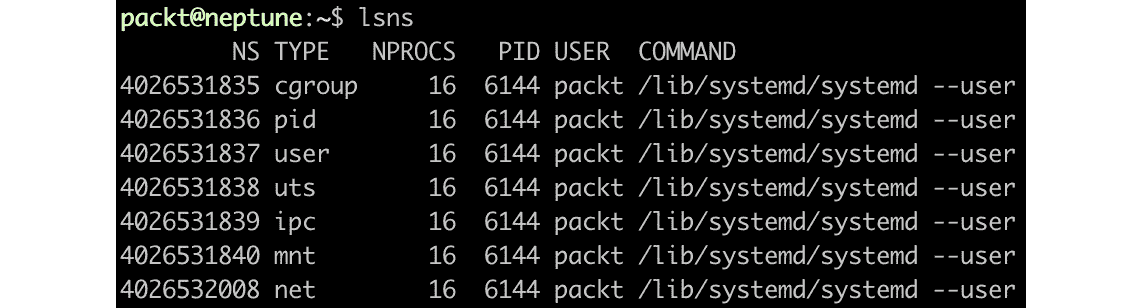 packt@neptune:~$ lsns
NS TYPE NPROCS PID USER COMMAND
4026531835 cgroup 16 6144 packt /lib/systemd/systemd --user
4026531836 pid 16 6144 packt /lib/systemd/systemd --user
4026531837 user 16 6144 packt /lib/systemd/systemd --user
4026531838 uts 16 6144 packt /lib/systemd/systemd --user
4026531839 ipc 16 6144 packt /lib/systemd/systemd --user
4026531840 mnt 16 6144 packt /lib/systemd/systemd --user
4026532008 net 16 6144 packt /lib/systemd/systemd --user